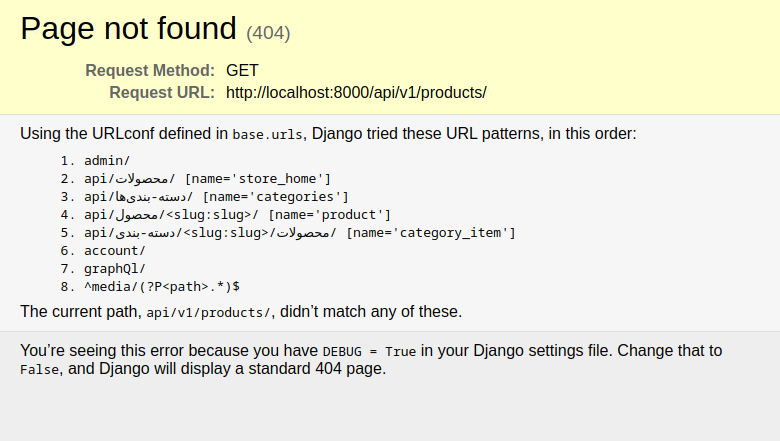 Page not found (404)
Request Method: GET
Request URL: http://localhost:8000/api/v1/products/
Using the URLconf defined in base.urls, Django tried these URL patterns, in this order:
1. admin/
2. api/محصولات/ [name='store_home']
3. api/دسته-بندی‌ها/ [name='categories']
4. api/محصول/<slug:slug>/ [name='product']
5. api/دسته-بندی/<slug:slug>/محصولات/ [name='category_item']
6. account/
7. graphQl/
8. ^media/(?P<path>.*)$
The current path, api/v1/products/, didn’t match any of these.
You’re seeing this error because you have DEBUG = True in your Django settings file. Change that to
False, and Django will display a standard 404 page.